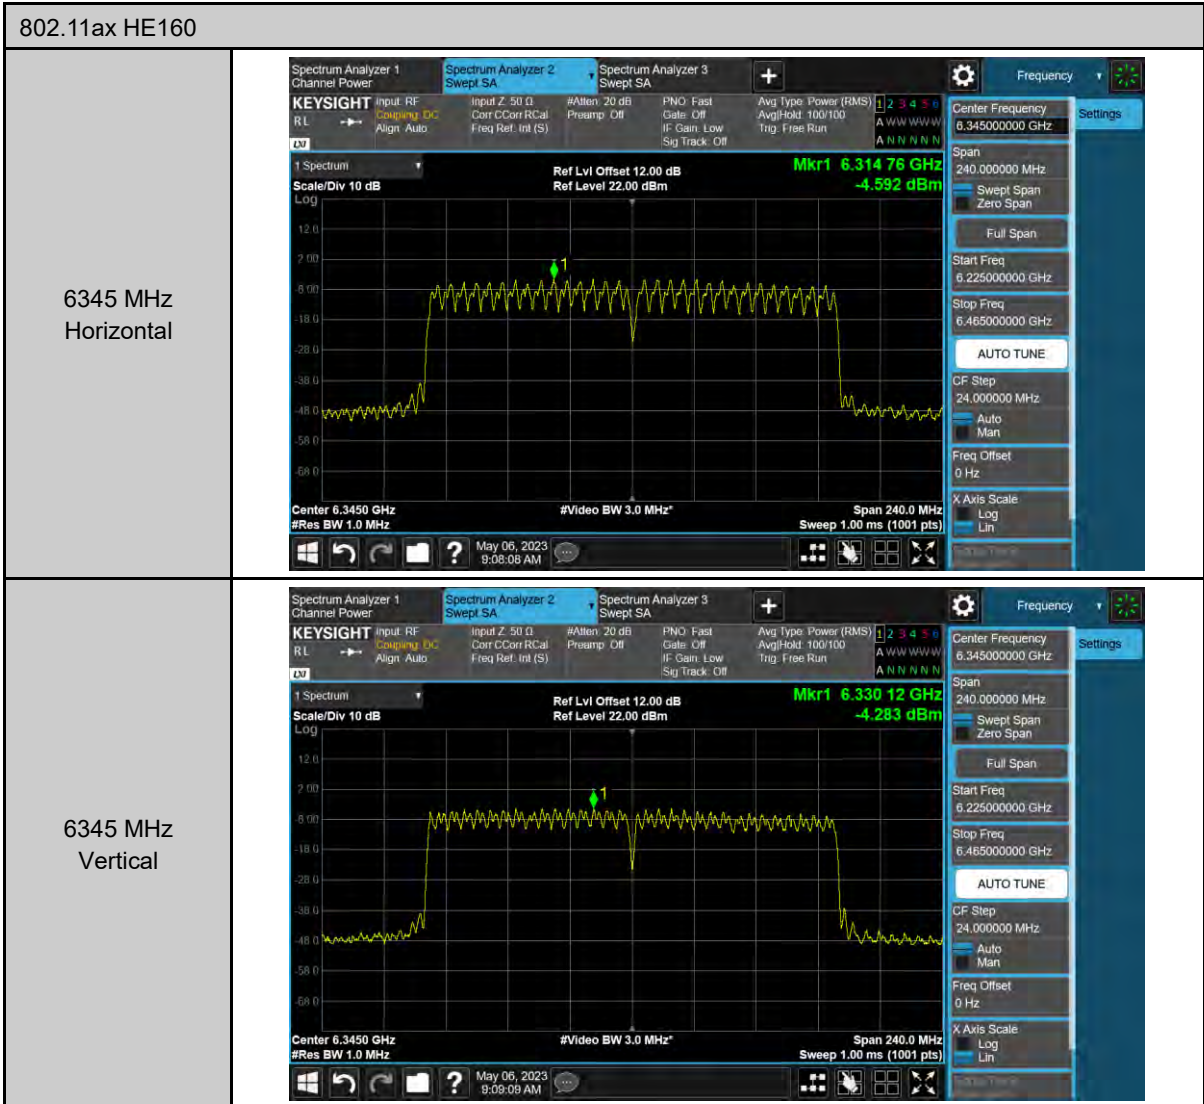 802.11ax HE160
6345 MHz
Horizontal
Spectrum Analyzer 1
Channel Power
Spectrum Analyzer 2
Swept SA
Spectrum Analyzer 3
Swept SA
+
Frequency
KEYSIGHT
RL
LXI
Input: RF
Coupling: DC
Align: Auto
Input Z: 50 Ω
Corr CCorr RCal
Freq Ref: Int (S)
#Atten: 20 dB
Preamp: Off
PNO: Fast
Gate: Off
IF Gain: Low
Sig Track: Off
Avg Type: Power (RMS)
Avg|Hold: 100/100
Trig: Free Run
1 2 3 4 5 6
A W W W W W
A N N N N N
1 Spectrum
Scale/Div 10 dB
Log
Ref Lvl Offset 12.00 dB
Ref Level 22.00 dBm
Mkr1 6.314 76 GHz
-4.592 dBm
12.0
2.00
-8.00
-18.0
-28.0
-38.0
-48.0
-58.0
-68.0
1
Center 6.3450 GHz
#Res BW 1.0 MHz
#Video BW 3.0 MHz*
Span 240.0 MHz
Sweep 1.00 ms (1001 pts)
?
May 06, 2023
9:08:08 AM
Center Frequency
6.345000000 GHz
Settings
Span
240.000000 MHz
Swept Span
Zero Span
Full Span
Start Freq
6.225000000 GHz
Stop Freq
6.465000000 GHz
AUTO TUNE
CF Step
24.000000 MHz
Auto
Man
Freq Offset
0 Hz
X Axis Scale
Log
Lin
6345 MHz
Vertical
Spectrum Analyzer 1
Channel Power
Spectrum Analyzer 2
Swept SA
Spectrum Analyzer 3
Swept SA
+
Frequency
KEYSIGHT
RL
LXI
Input: RF
Coupling: DC
Align: Auto
Input Z: 50 Ω
Corr CCorr RCal
Freq Ref: Int (S)
#Atten: 20 dB
Preamp: Off
PNO: Fast
Gate: Off
IF Gain: Low
Sig Track: Off
Avg Type: Power (RMS)
Avg|Hold: 100/100
Trig: Free Run
1 2 3 4 5 6
A W W W W W
A N N N N N
1 Spectrum
Scale/Div 10 dB
Log
Ref Lvl Offset 12.00 dB
Ref Level 22.00 dBm
Mkr1 6.330 12 GHz
-4.283 dBm
12.0
2.00
-8.00
-18.0
-28.0
-38.0
-48.0
-58.0
-68.0
1
Center 6.3450 GHz
#Res BW 1.0 MHz
#Video BW 3.0 MHz*
Span 240.0 MHz
Sweep 1.00 ms (1001 pts)
?
May 06, 2023
9:09:09 AM
Center Frequency
6.345000000 GHz
Settings
Span
240.000000 MHz
Swept Span
Zero Span
Full Span
Start Freq
6.225000000 GHz
Stop Freq
6.465000000 GHz
AUTO TUNE
CF Step
24.000000 MHz
Auto
Man
Freq Offset
0 Hz
X Axis Scale
Log
Lin